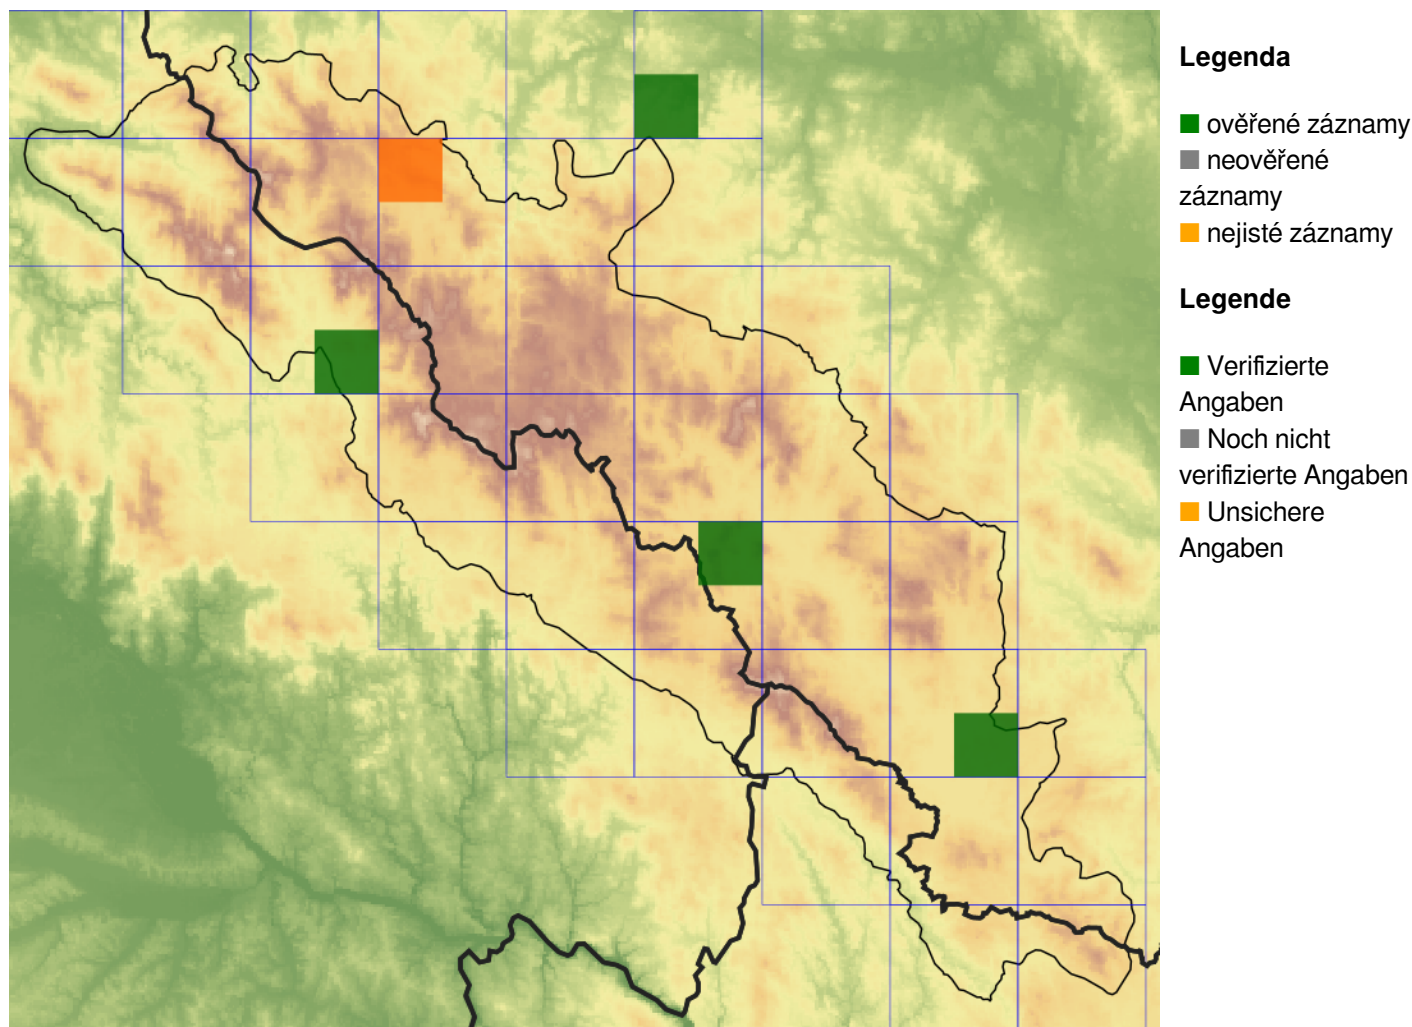 Legenda
ověřené záznamy
neověřené
záznamy
nejisté záznamy
Legende
Verifizierte
Angaben
Noch nicht
verifizierte Angaben
Unsichere
Angaben